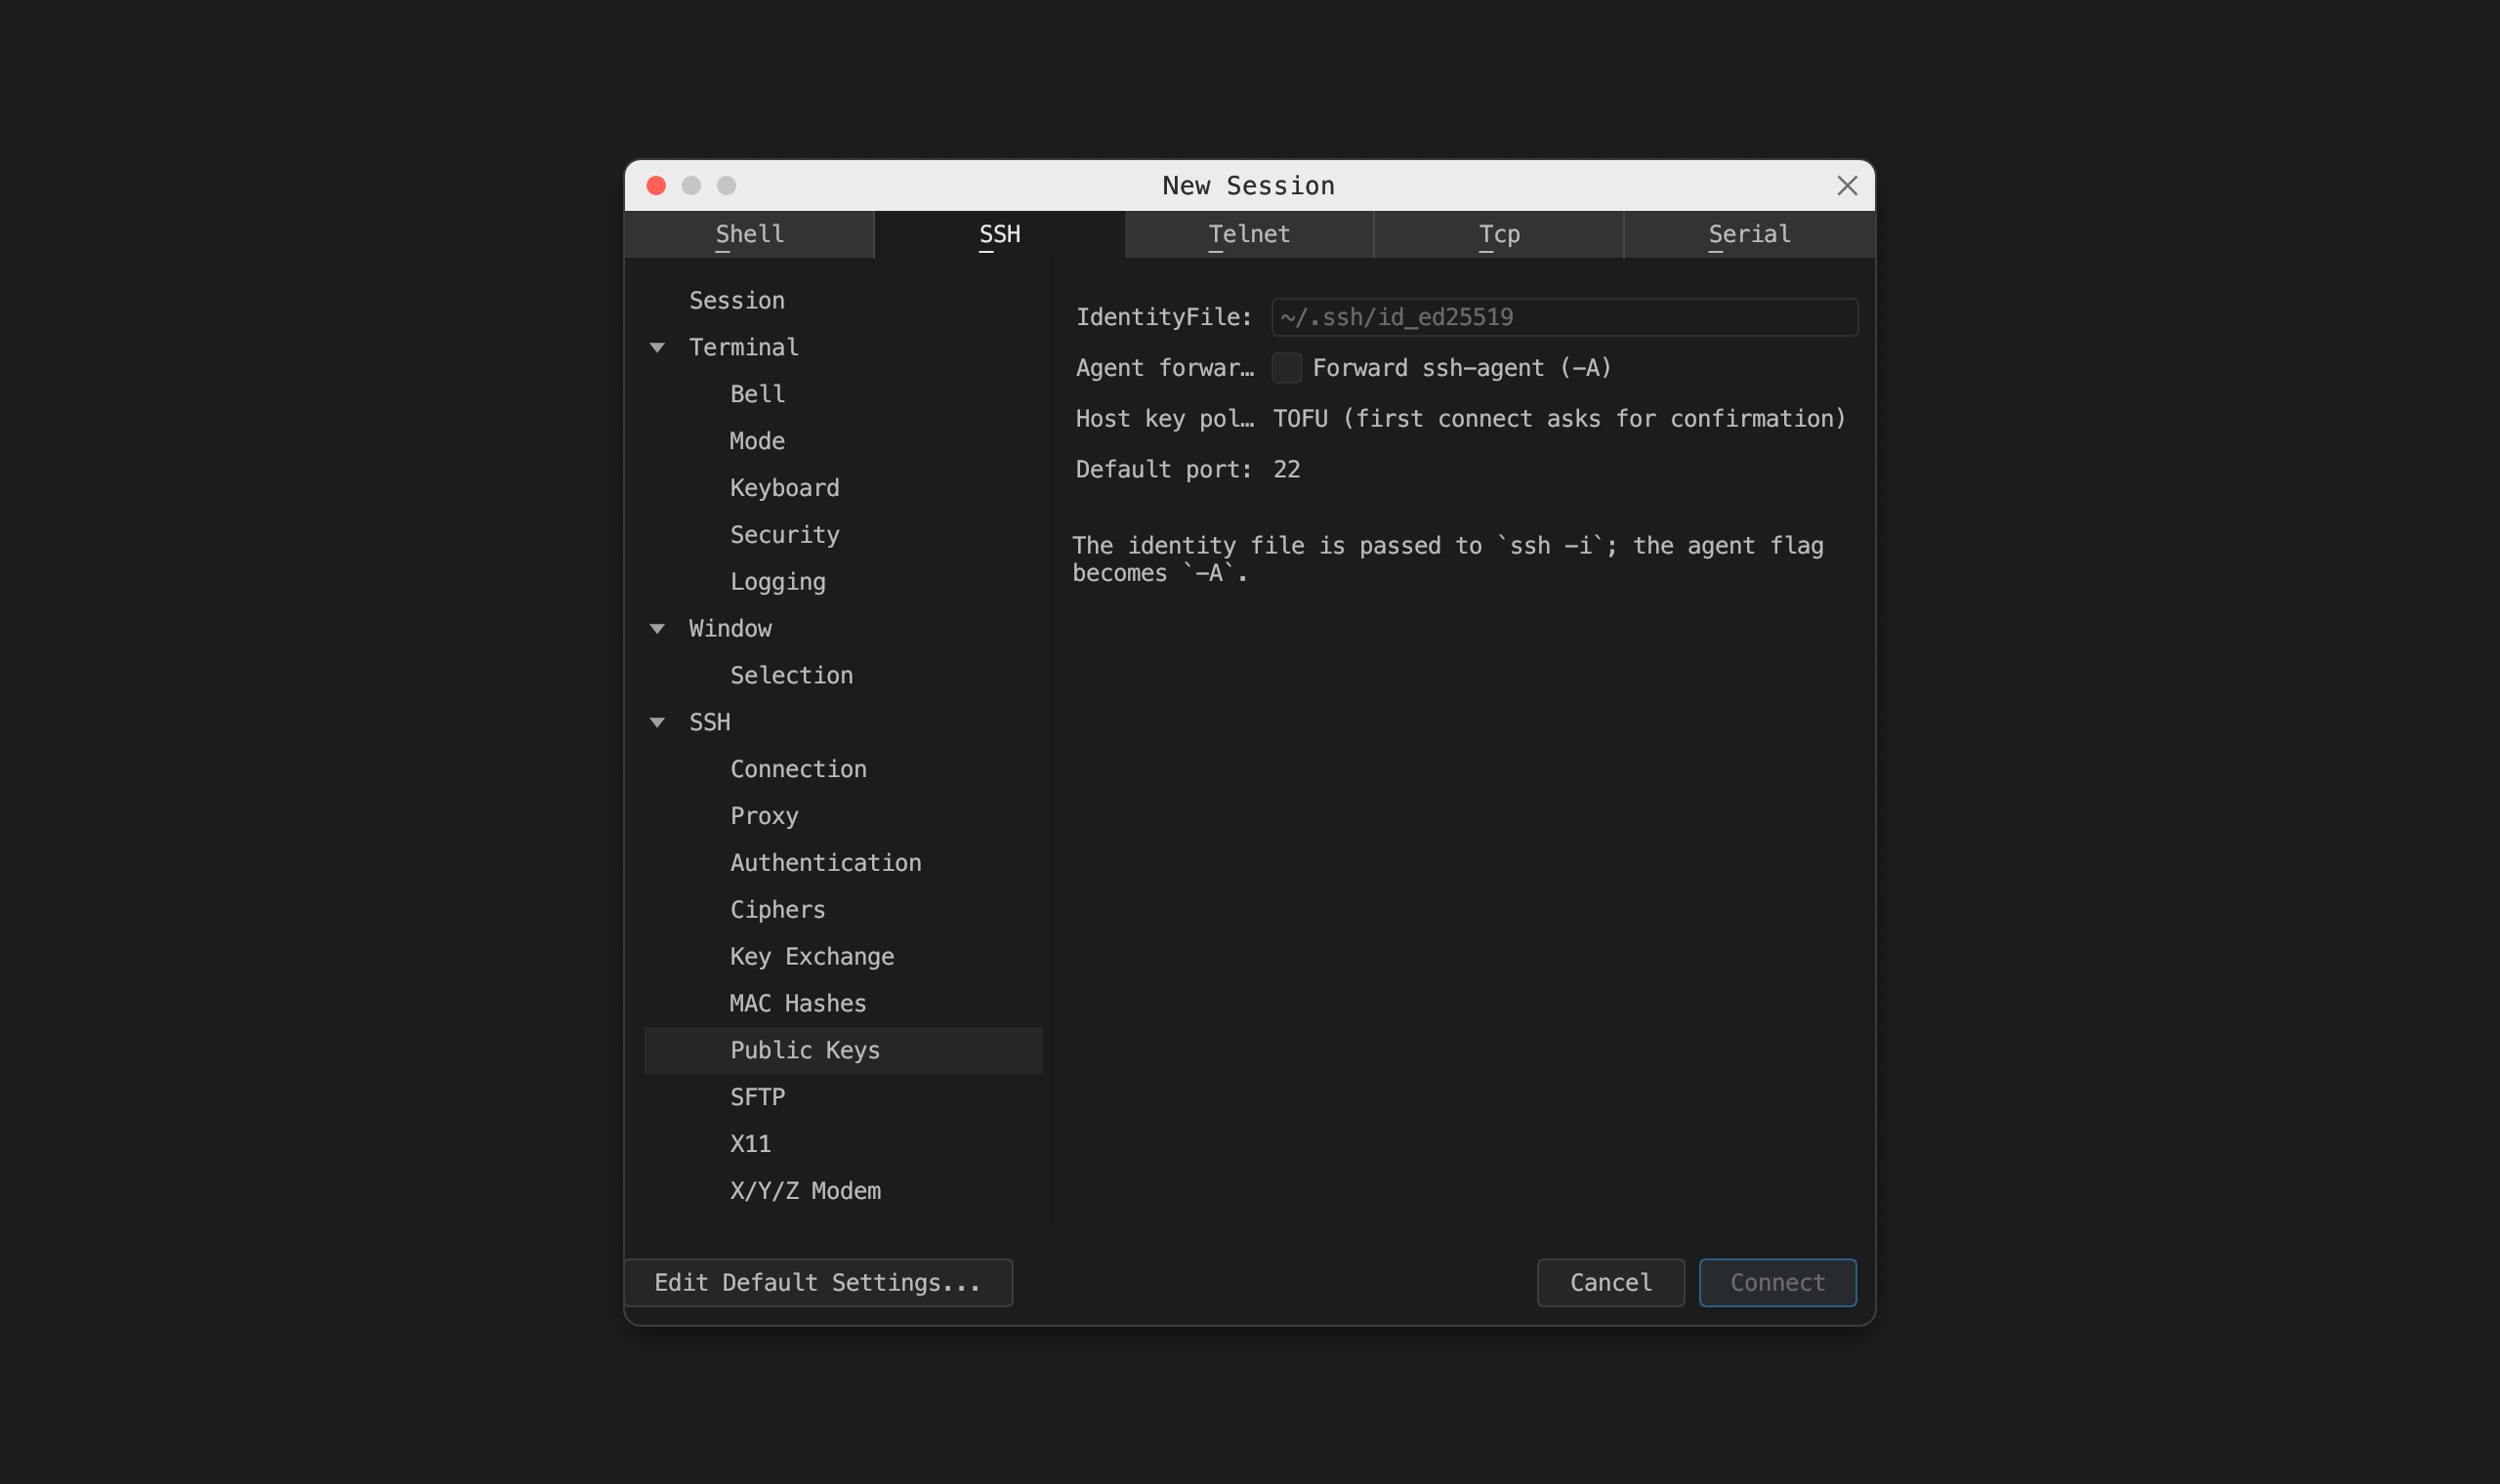 New Session
Shell
SSH
Telnet
Tcp
Serial
Session
Terminal
Bell
Mode
Keyboard
Security
Logging
Window
Selection
SSH
Connection
Proxy
Authentication
Ciphers
Key Exchange
MAC Hashes
Public Keys
SFTP
X11
X/Y/Z Modem
IdentityFile: ~/.ssh/id_ed25519
Agent forwar… Forward ssh-agent (-A)
Host key pol… TOFU (first connect asks for confirmation)
Default port: 22
The identity file is passed to `ssh -i`; the agent flag
becomes `-A`.
Edit Default Settings...
Cancel
Connect